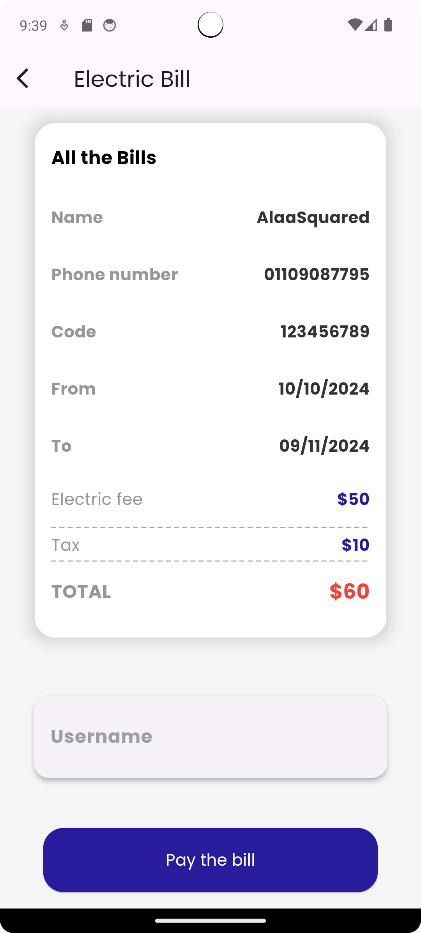 9:39
Electric Bill
All the Bills
Name AlaaSquared
Phone number 01109087795
Code 123456789
From 10/10/2024
To 09/11/2024
Electric fee $50
Tax $10
TOTAL $60
Username
Pay the bill